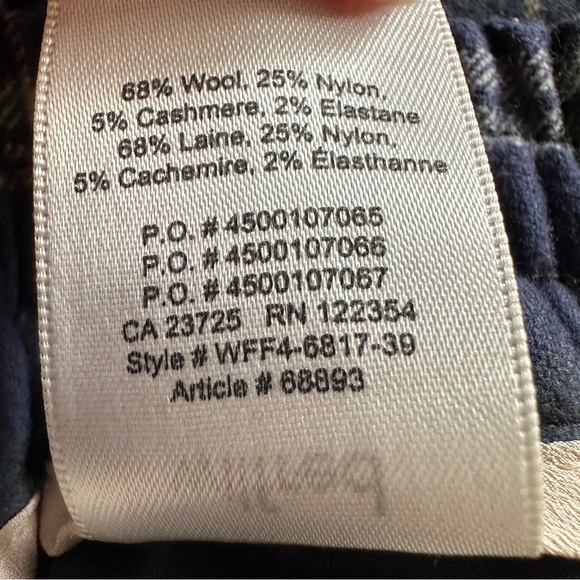 68% Wool, 25% Nylon,
5% Cashmere, 2% Elastane
68% Laine, 25% Nylon,
5% Cachemire, 2% Élasthanne
P.O. # 4500107065
P.O. # 4500107066
P.O. # 4500107067
CA 23725 RN 122354
Style # WFF4-6817-39
Article # 68893